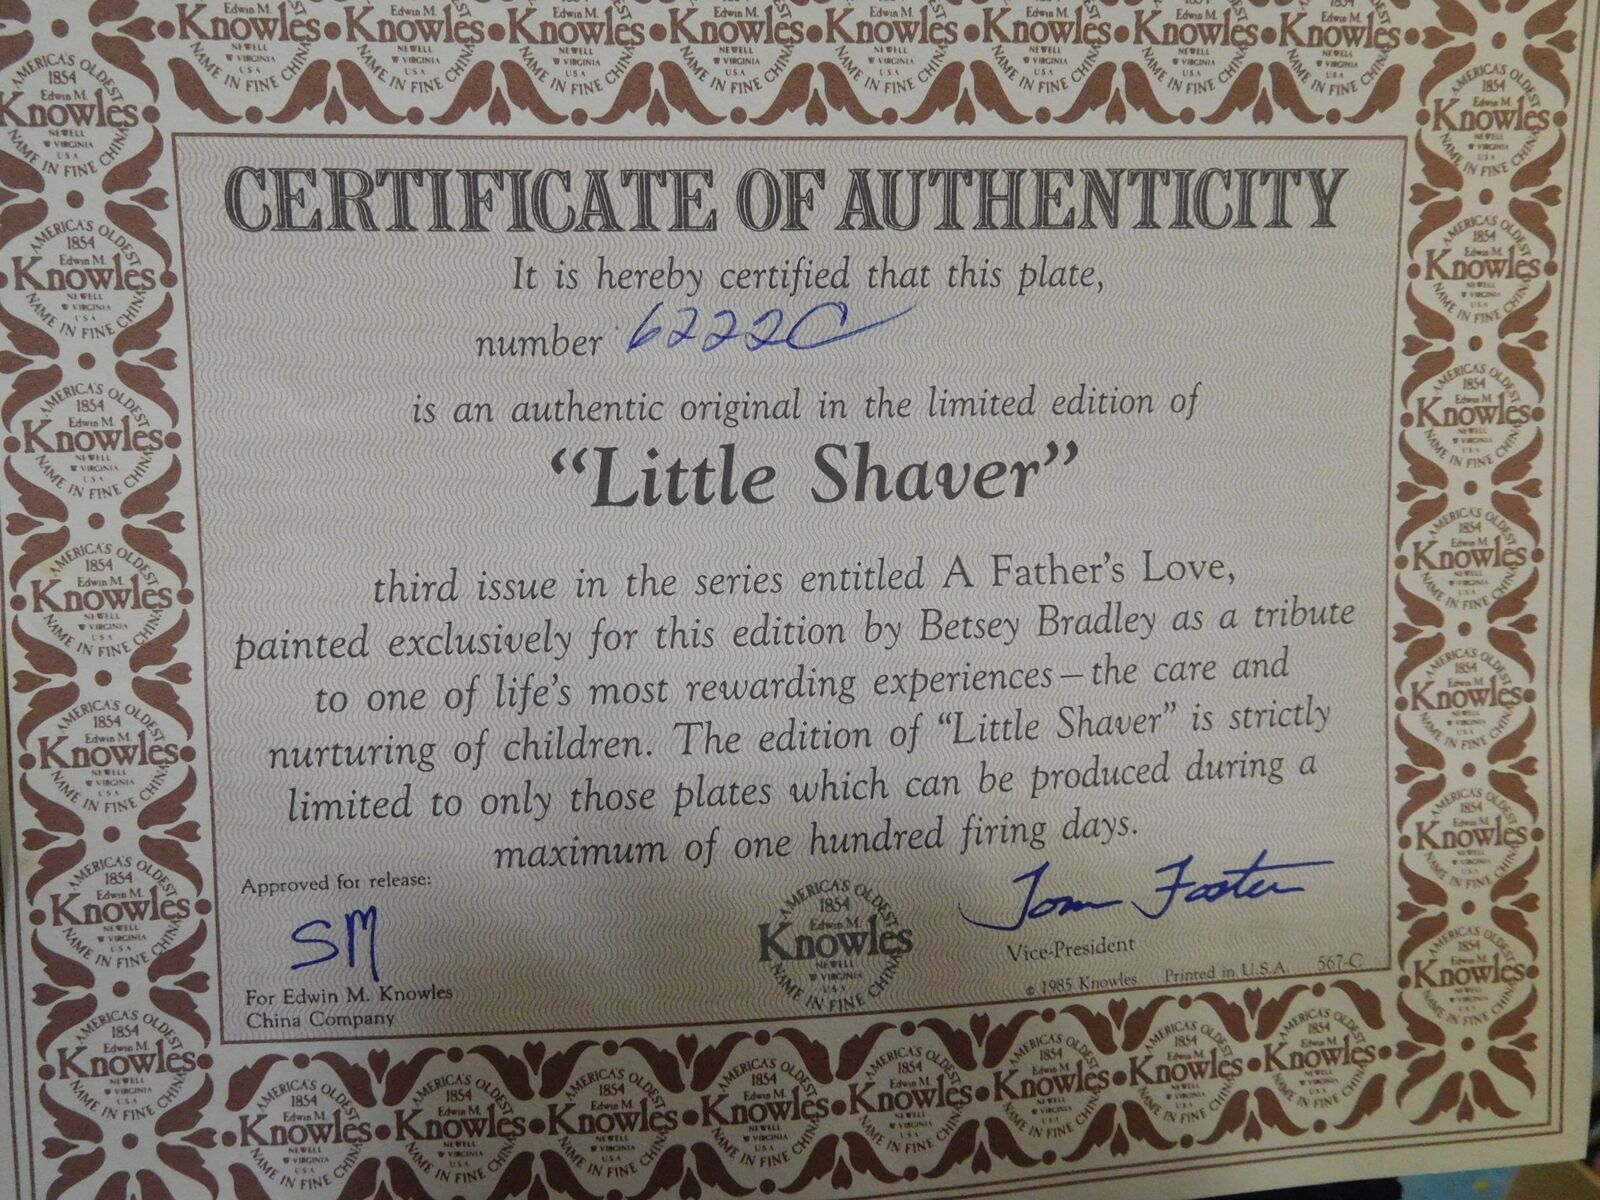 CERTIFICATE OF AUTHENTICITY
It is hereby certified that this plate,
number 6222C
is an authentic original in the limited edition of
“Little Shaver”
third issue in the series entitled A Father's Love,
painted exclusively for this edition by Betsey Bradley as a tribute
to one of life's most rewarding experiences—the care and
nurturing of children. The edition of “Little Shaver” is strictly
limited to only those plates which can be produced during a
maximum of one hundred firing days.
Approved for release:
SM
For Edwin M. Knowles
China Company
AMERICA'S OLDEST
1854
Edwin M.
Knowles
NEWELL
W VIRGINIA
U S A
NAME IN FINE CHINA
Tom Foster
Vice-President
© 1985 Knowles Printed in U.S.A. 567-C